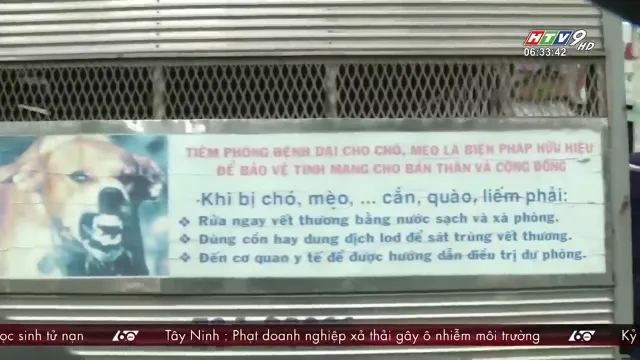 HTV9 HD
06:33:42
TIÊM PHÒNG BỆNH DẠI CHO CHÓ, MÈO LÀ BIỆN PHÁP HỮU HIỆU
ĐỂ BẢO VỆ TÍNH MẠNG CHO BẢN THÂN VÀ CỘNG ĐỒNG
-Khi bị chó, mèo, ... cắn, quào, liếm phải:
❖ Rửa ngay vết thương bằng nước sạch và xà phòng.
❖ Dùng cồn hay dung dịch Iod để sát trùng vết thương.
❖ Đến cơ quan y tế để được hướng dẫn điều trị dự phòng.
ọc sinh tử nạn 60 Tây Ninh : Phạt doanh nghiệp xả thải gây ô nhiễm môi trường 60 Kỷ